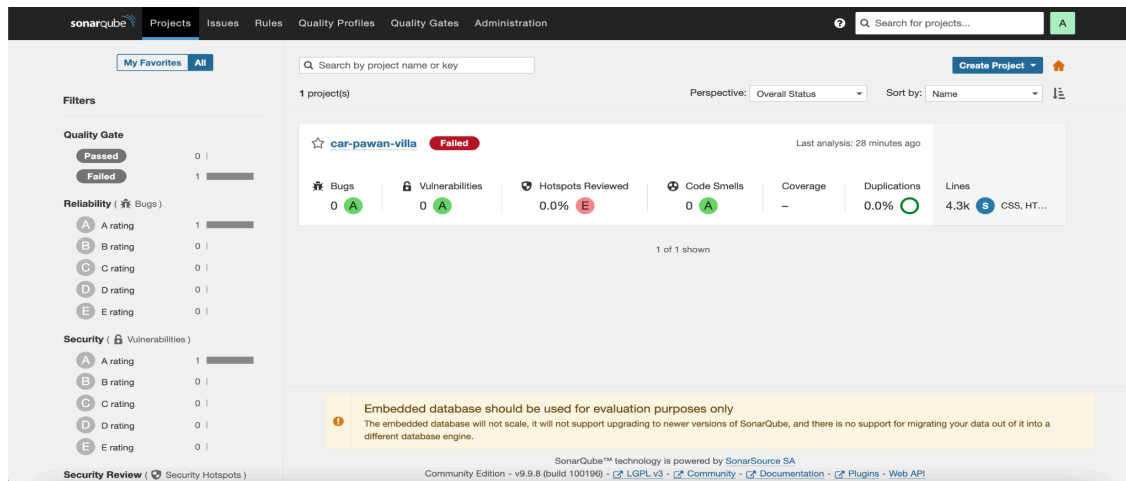 sonarqube Projects Issues Rules Quality Profiles Quality Gates Administration ? Search for projects... A
My Favorites All
Search by project name or key
Create Project
Filters
1 project(s)
Perspective: Overall Status
Sort by: Name
Quality Gate
Passed 0
Failed 1
Reliability ( Bugs )
A A rating 1
B B rating 0
C C rating 0
D D rating 0
E E rating 0
Security ( Vulnerabilities )
A A rating 1
B B rating 0
C C rating 0
D D rating 0
E E rating 0
Security Review ( Security Hotspots )
car-pawan-villa Failed
Last analysis: 28 minutes ago
Bugs Vulnerabilities Hotspots Reviewed Code Smells Coverage Duplications Lines
0 A 0 A 0.0% E 0 A – 0.0% 4.3k S CSS, HT...
1 of 1 shown
Embedded database should be used for evaluation purposes only
The embedded database will not scale, it will not support upgrading to newer versions of SonarQube, and there is no support for migrating your data out of it into a
different database engine.
SonarQube™ technology is powered by SonarSource SA
Community Edition - v9.9.8 (build 100196) - LGPL v3 - Community - Documentation - Plugins - Web API